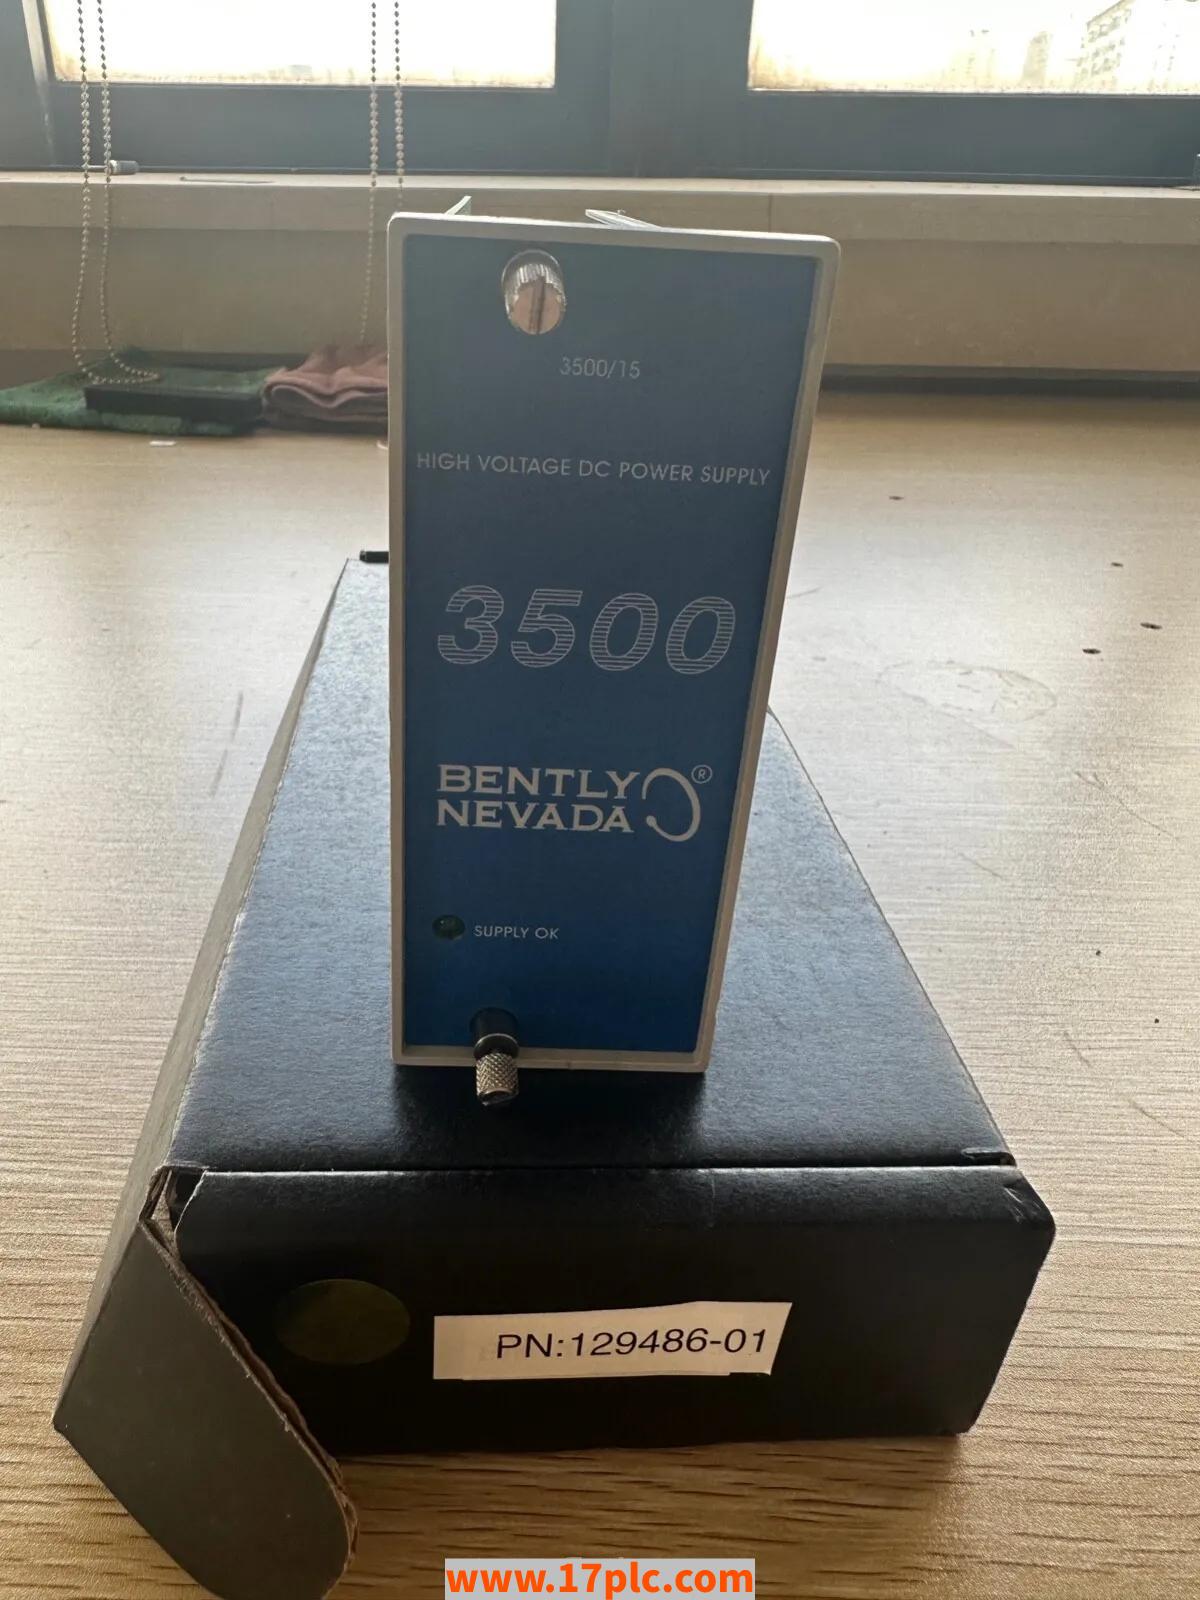 3500/15
HIGH VOLTAGE DC POWER SUPPLY
3500
BENTLY
NEVADA ®
SUPPLY OK
PN:129486-01
www.17plc.com